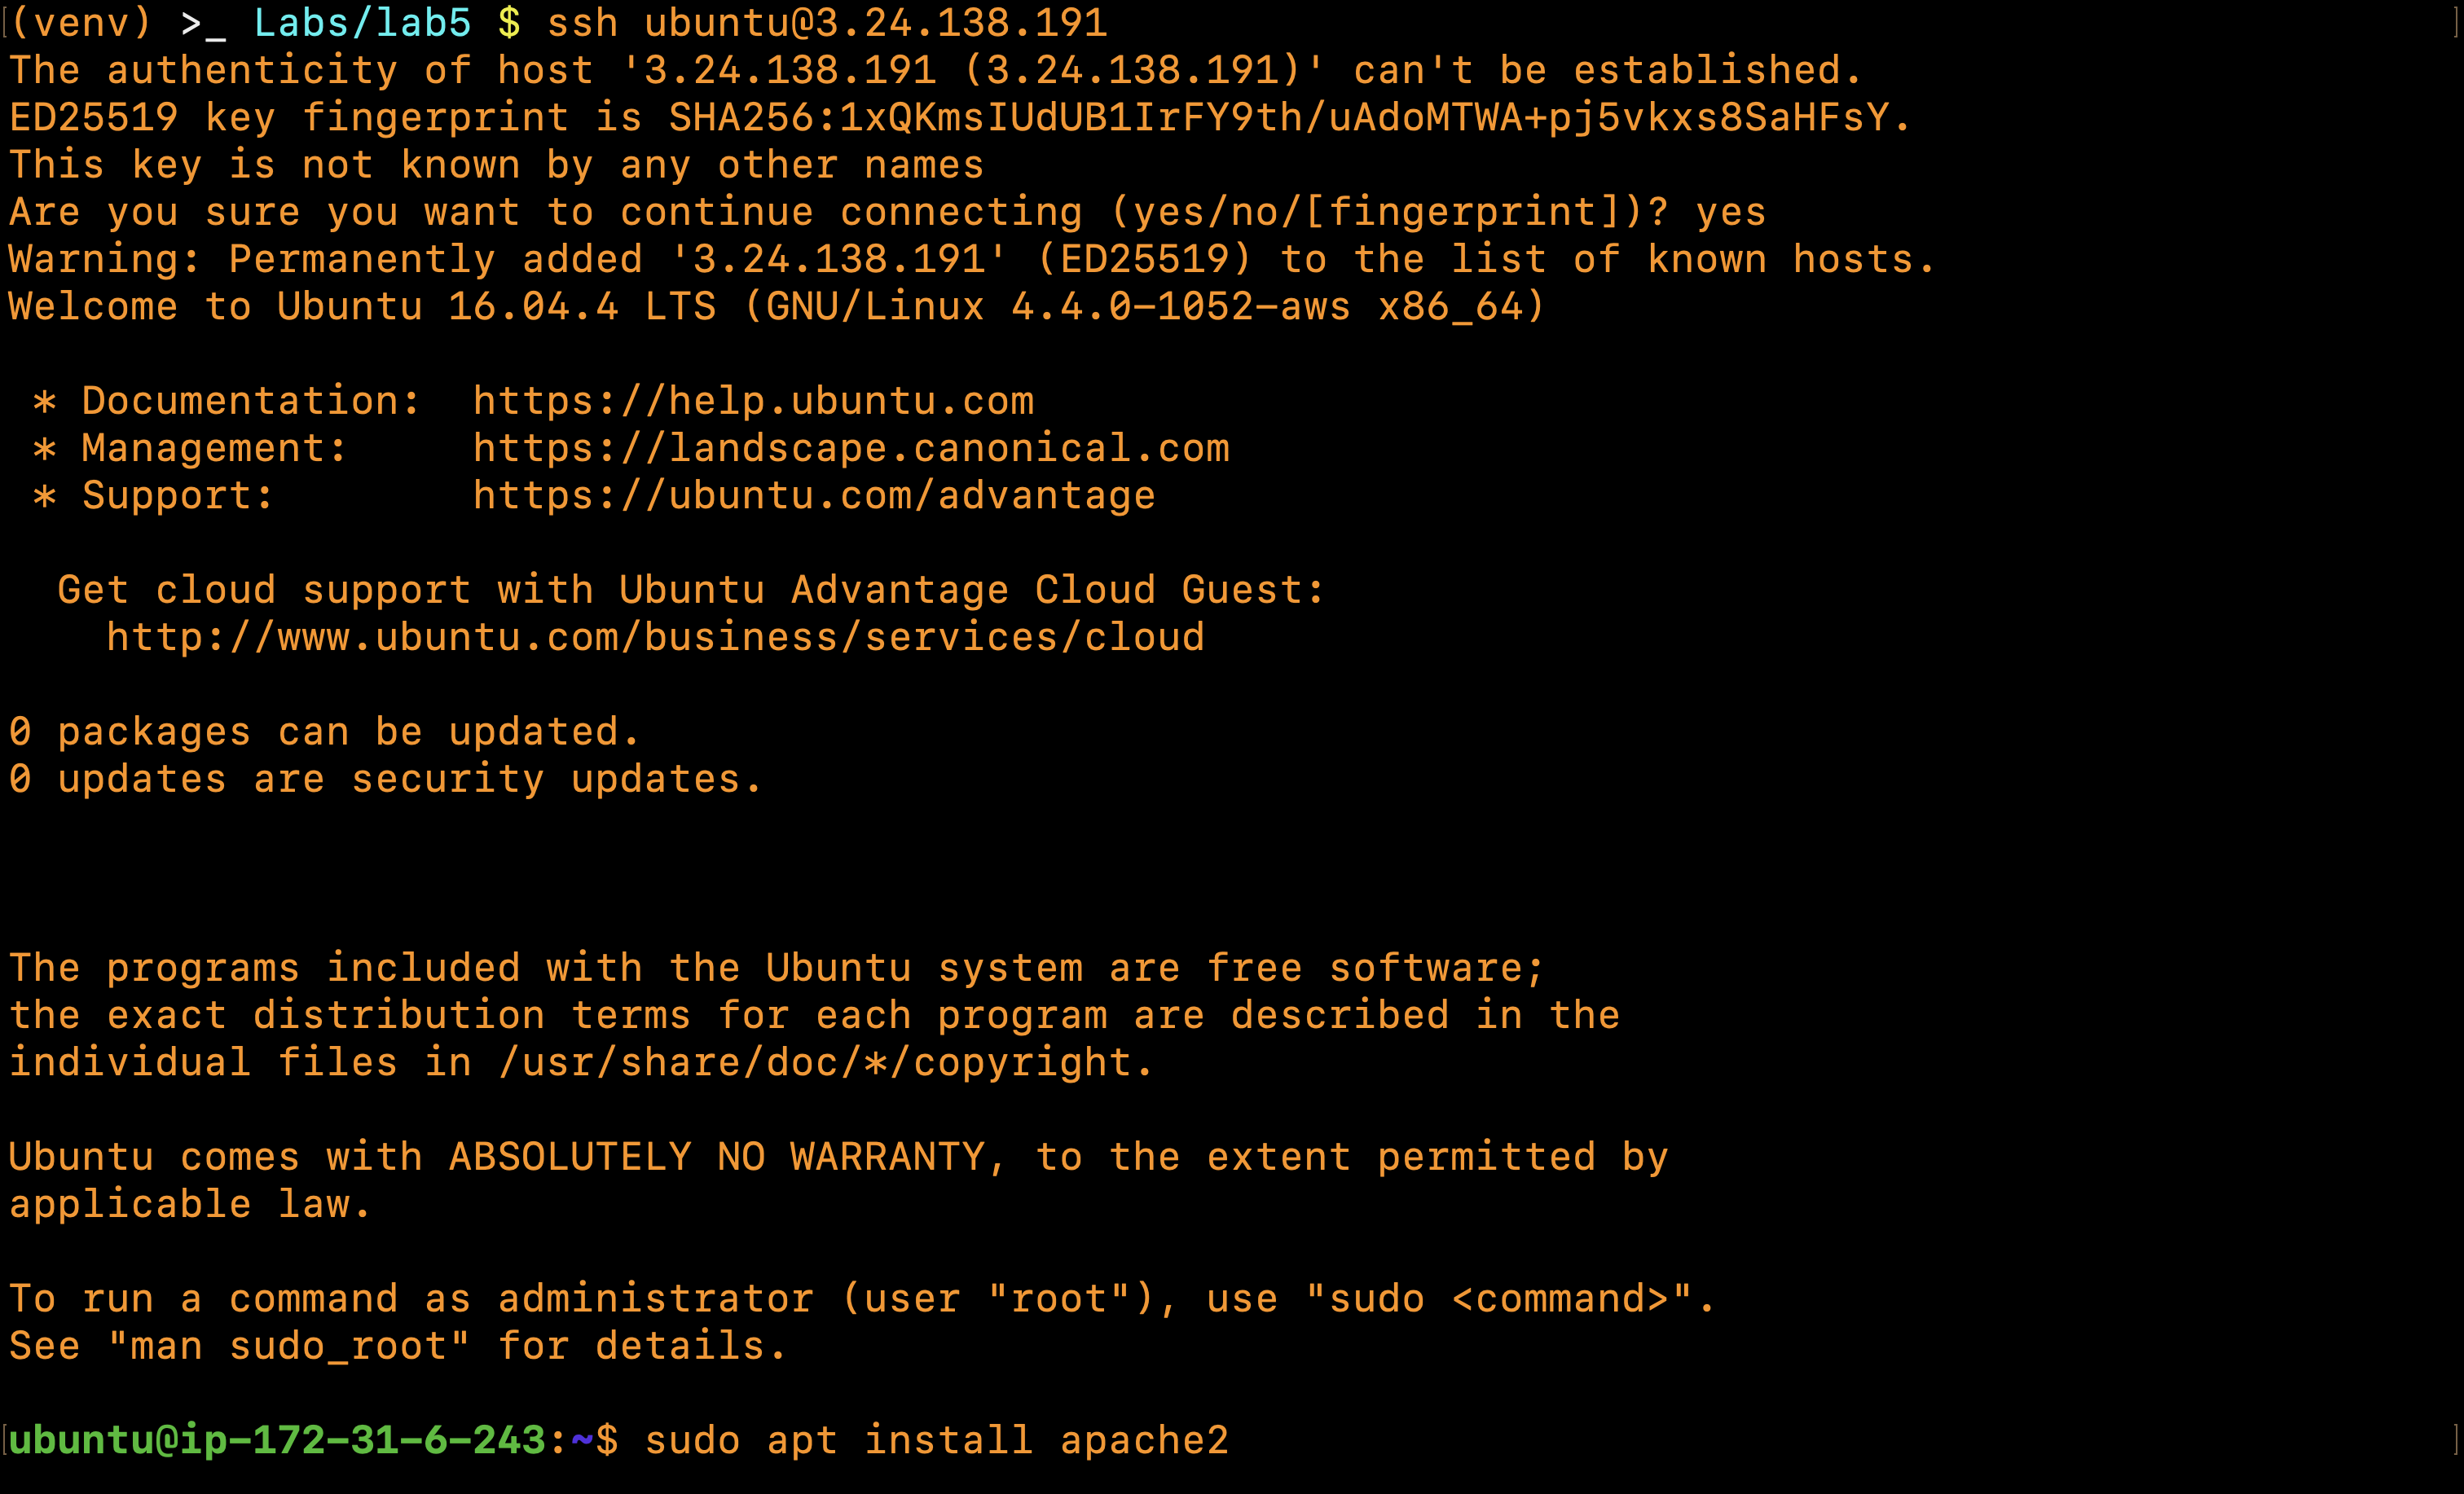 (venv) >_ Labs/lab5 $ ssh ubuntu@3.24.138.191
The authenticity of host '3.24.138.191 (3.24.138.191)' can't be established.
ED25519 key fingerprint is SHA256:1xQKmsIUdUB1IrFY9th/uAdoMTWA+pj5vkxs8SaHFsY.
This key is not known by any other names
Are you sure you want to continue connecting (yes/no/[fingerprint])? yes
Warning: Permanently added '3.24.138.191' (ED25519) to the list of known hosts.
Welcome to Ubuntu 16.04.4 LTS (GNU/Linux 4.4.0-1052-aws x86_64)

 * Documentation:  https://help.ubuntu.com
 * Management:     https://landscape.canonical.com
 * Support:        https://ubuntu.com/advantage

  Get cloud support with Ubuntu Advantage Cloud Guest:
    http://www.ubuntu.com/business/services/cloud

0 packages can be updated.
0 updates are security updates.

The programs included with the Ubuntu system are free software;
the exact distribution terms for each program are described in the
individual files in /usr/share/doc/*/copyright.

Ubuntu comes with ABSOLUTELY NO WARRANTY, to the extent permitted by
applicable law.

To run a command as administrator (user "root"), use "sudo <command>".
See "man sudo_root" for details.

ubuntu@ip-172-31-6-243:~$ sudo apt install apache2